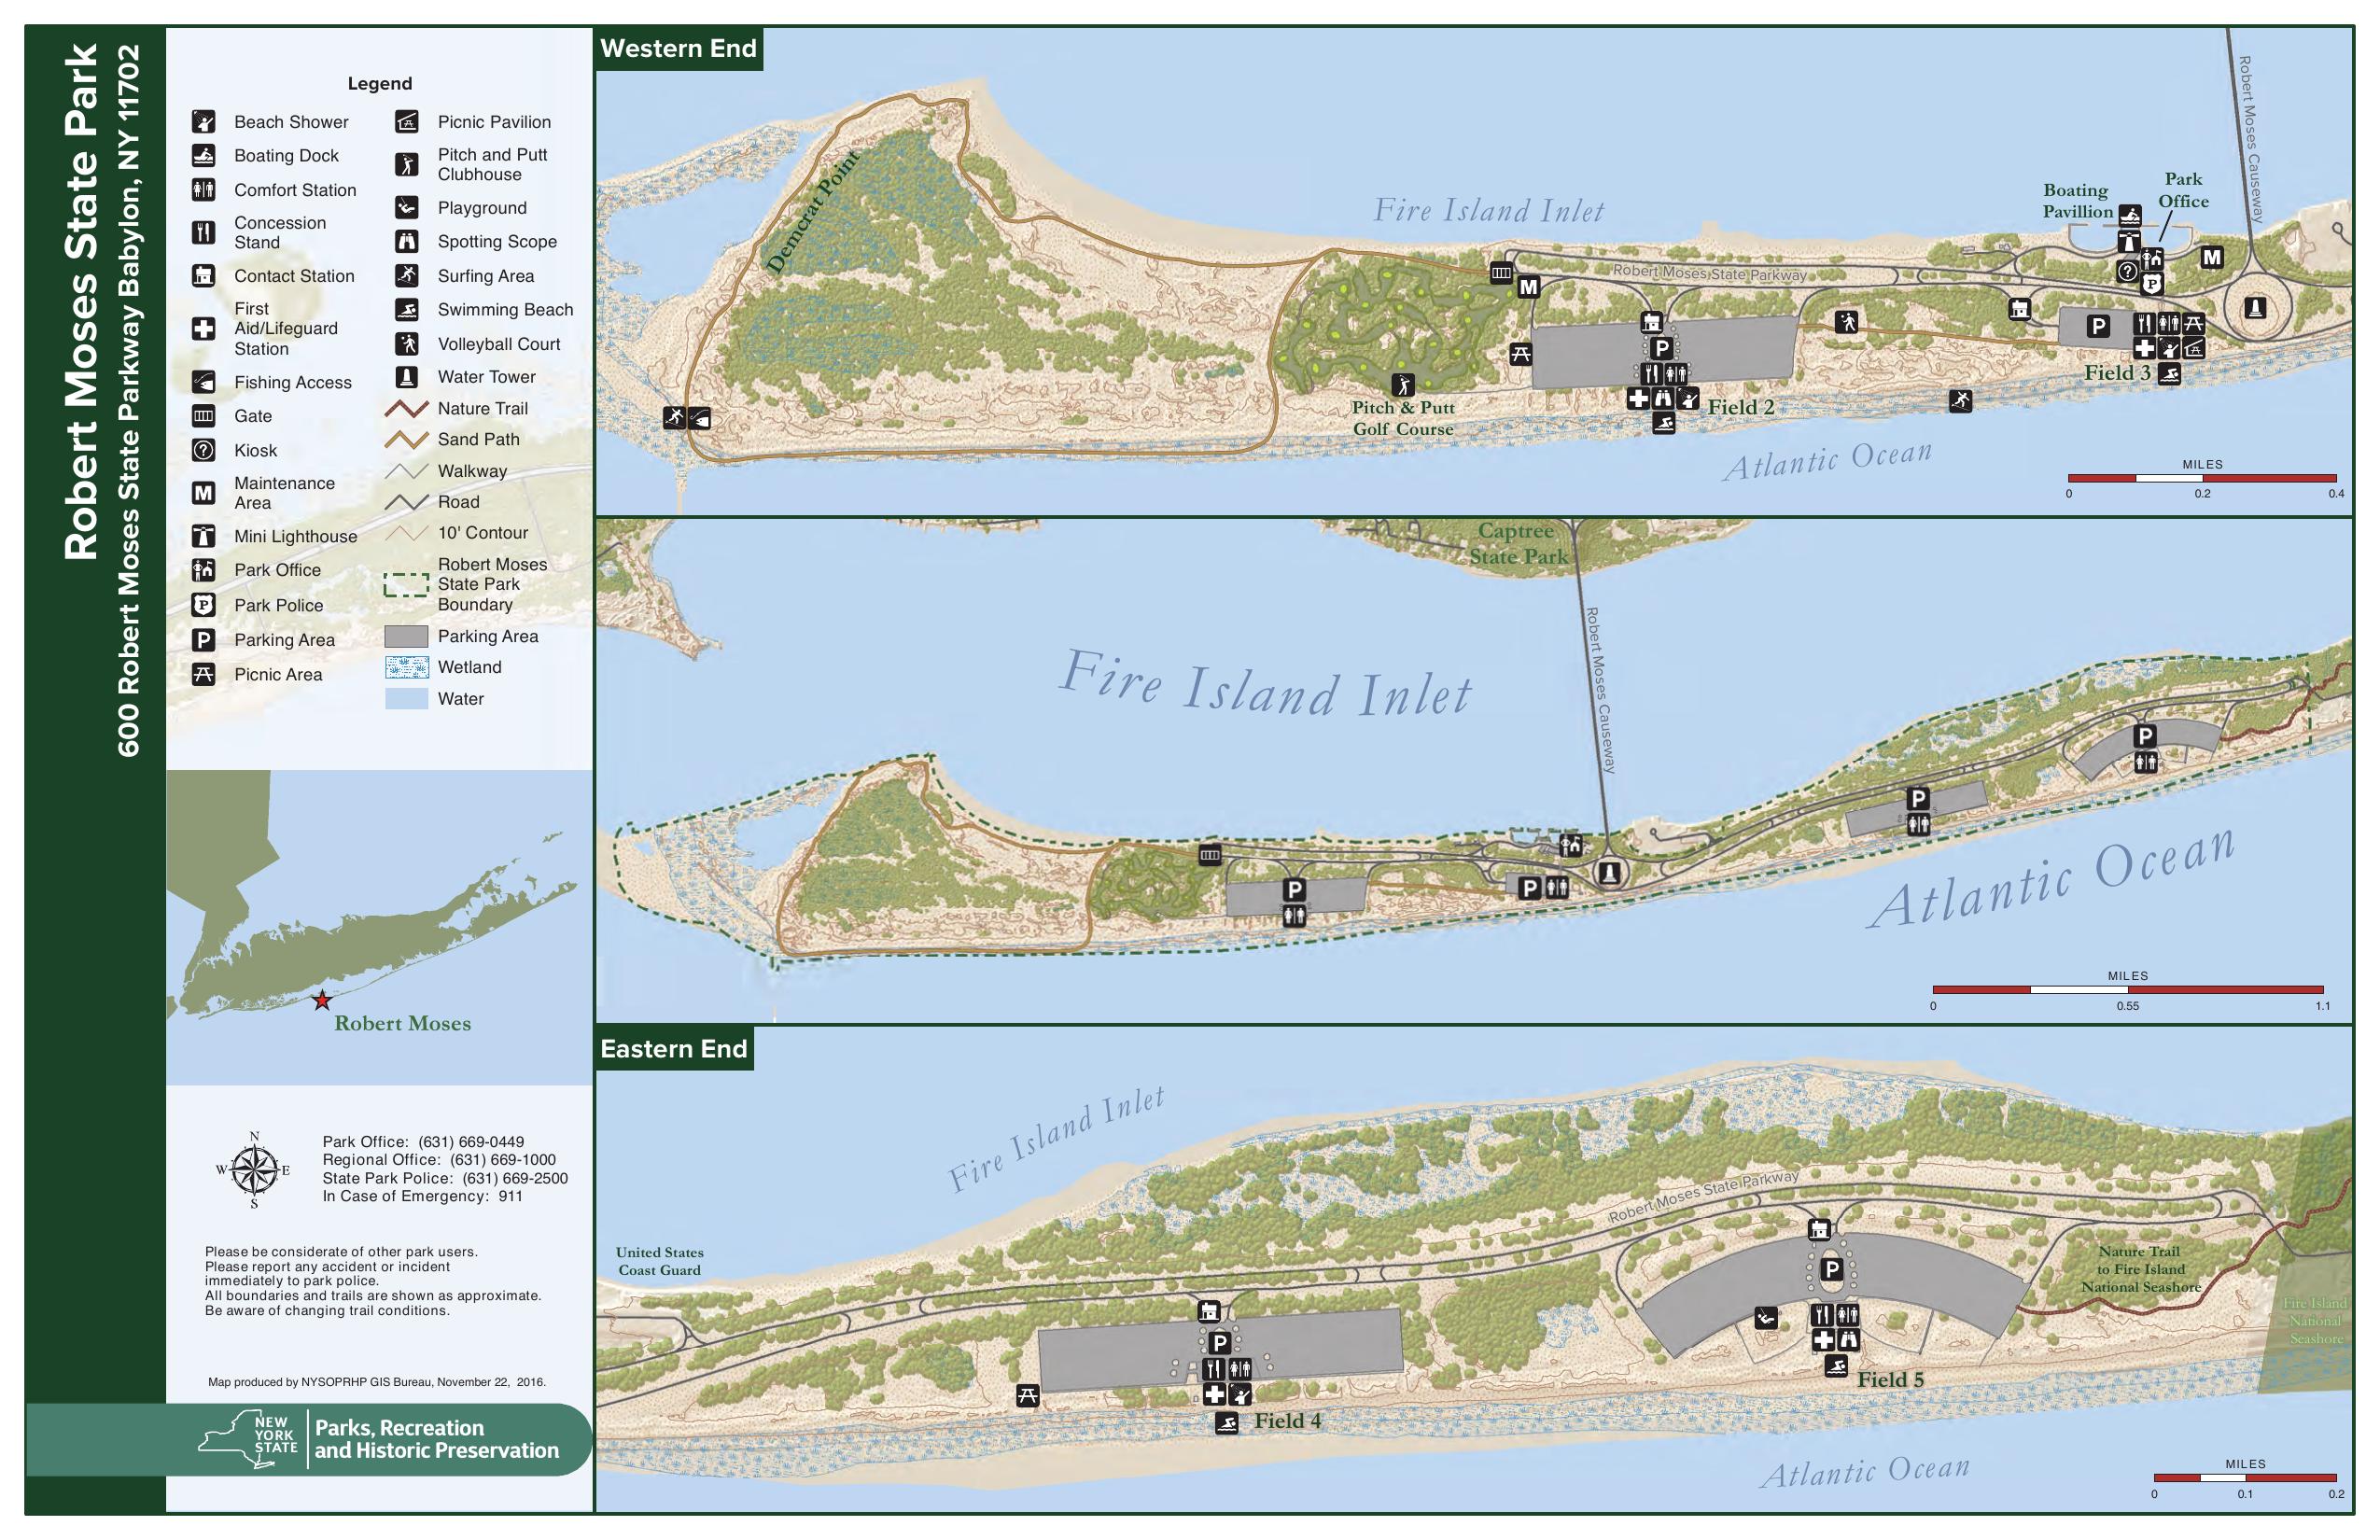 Robert Moses State Park
600 Robert Moses State Parkway Babylon, NY 11702
Legend
Beach Shower
Boating Dock
Comfort Station
Concession
Stand
Contact Station
First
Aid/Lifeguard
Station
Fishing Access
Gate
Kiosk
Maintenance
Area
Mini Lighthouse
Park Office
Park Police
Parking Area
Picnic Area
Picnic Pavilion
Pitch and Putt
Clubhouse
Playground
Spotting Scope
Surfing Area
Swimming Beach
Volleyball Court
Water Tower
Nature Trail
Sand Path
Walkway
Road
10' Contour
Robert Moses
State Park
Boundary
Parking Area
Wetland
Water
?
M
P
P
Robert Moses
N
W
E
S
Park Office: (631) 669-0449
Regional Office: (631) 669-1000
State Park Police: (631) 669-2500
In Case of Emergency: 911
Please be considerate of other park users.
Please report any accident or incident
immediately to park police.
All boundaries and trails are shown as approximate.
Be aware of changing trail conditions.
Map produced by NYSOPRHP GIS Bureau, November 22, 2016.
NEW
YORK
STATE
Parks, Recreation
and Historic Preservation
Western End
Demcrat Point
Fire Island Inlet
Robert Moses State Parkway
Robert Moses Causeway
Boating
Pavillion
Park
Office
M
M
?
P
P
P
Pitch & Putt
Golf Course
Field 2
Field 3
Atlantic Ocean
MILES
0
0.2
0.4
Captree
State Park
Robert Moses Causeway
Fire Island Inlet
P
P
P
P
Atlantic Ocean
MILES
0
0.55
1.1
Eastern End
Fire Island Inlet
United States
Coast Guard
Robert Moses State Parkway
P
P
Nature Trail
to Fire Island
National Seashore
Fire Island
National
Seashore
Field 4
Field 5
Atlantic Ocean
MILES
0
0.1
0.2